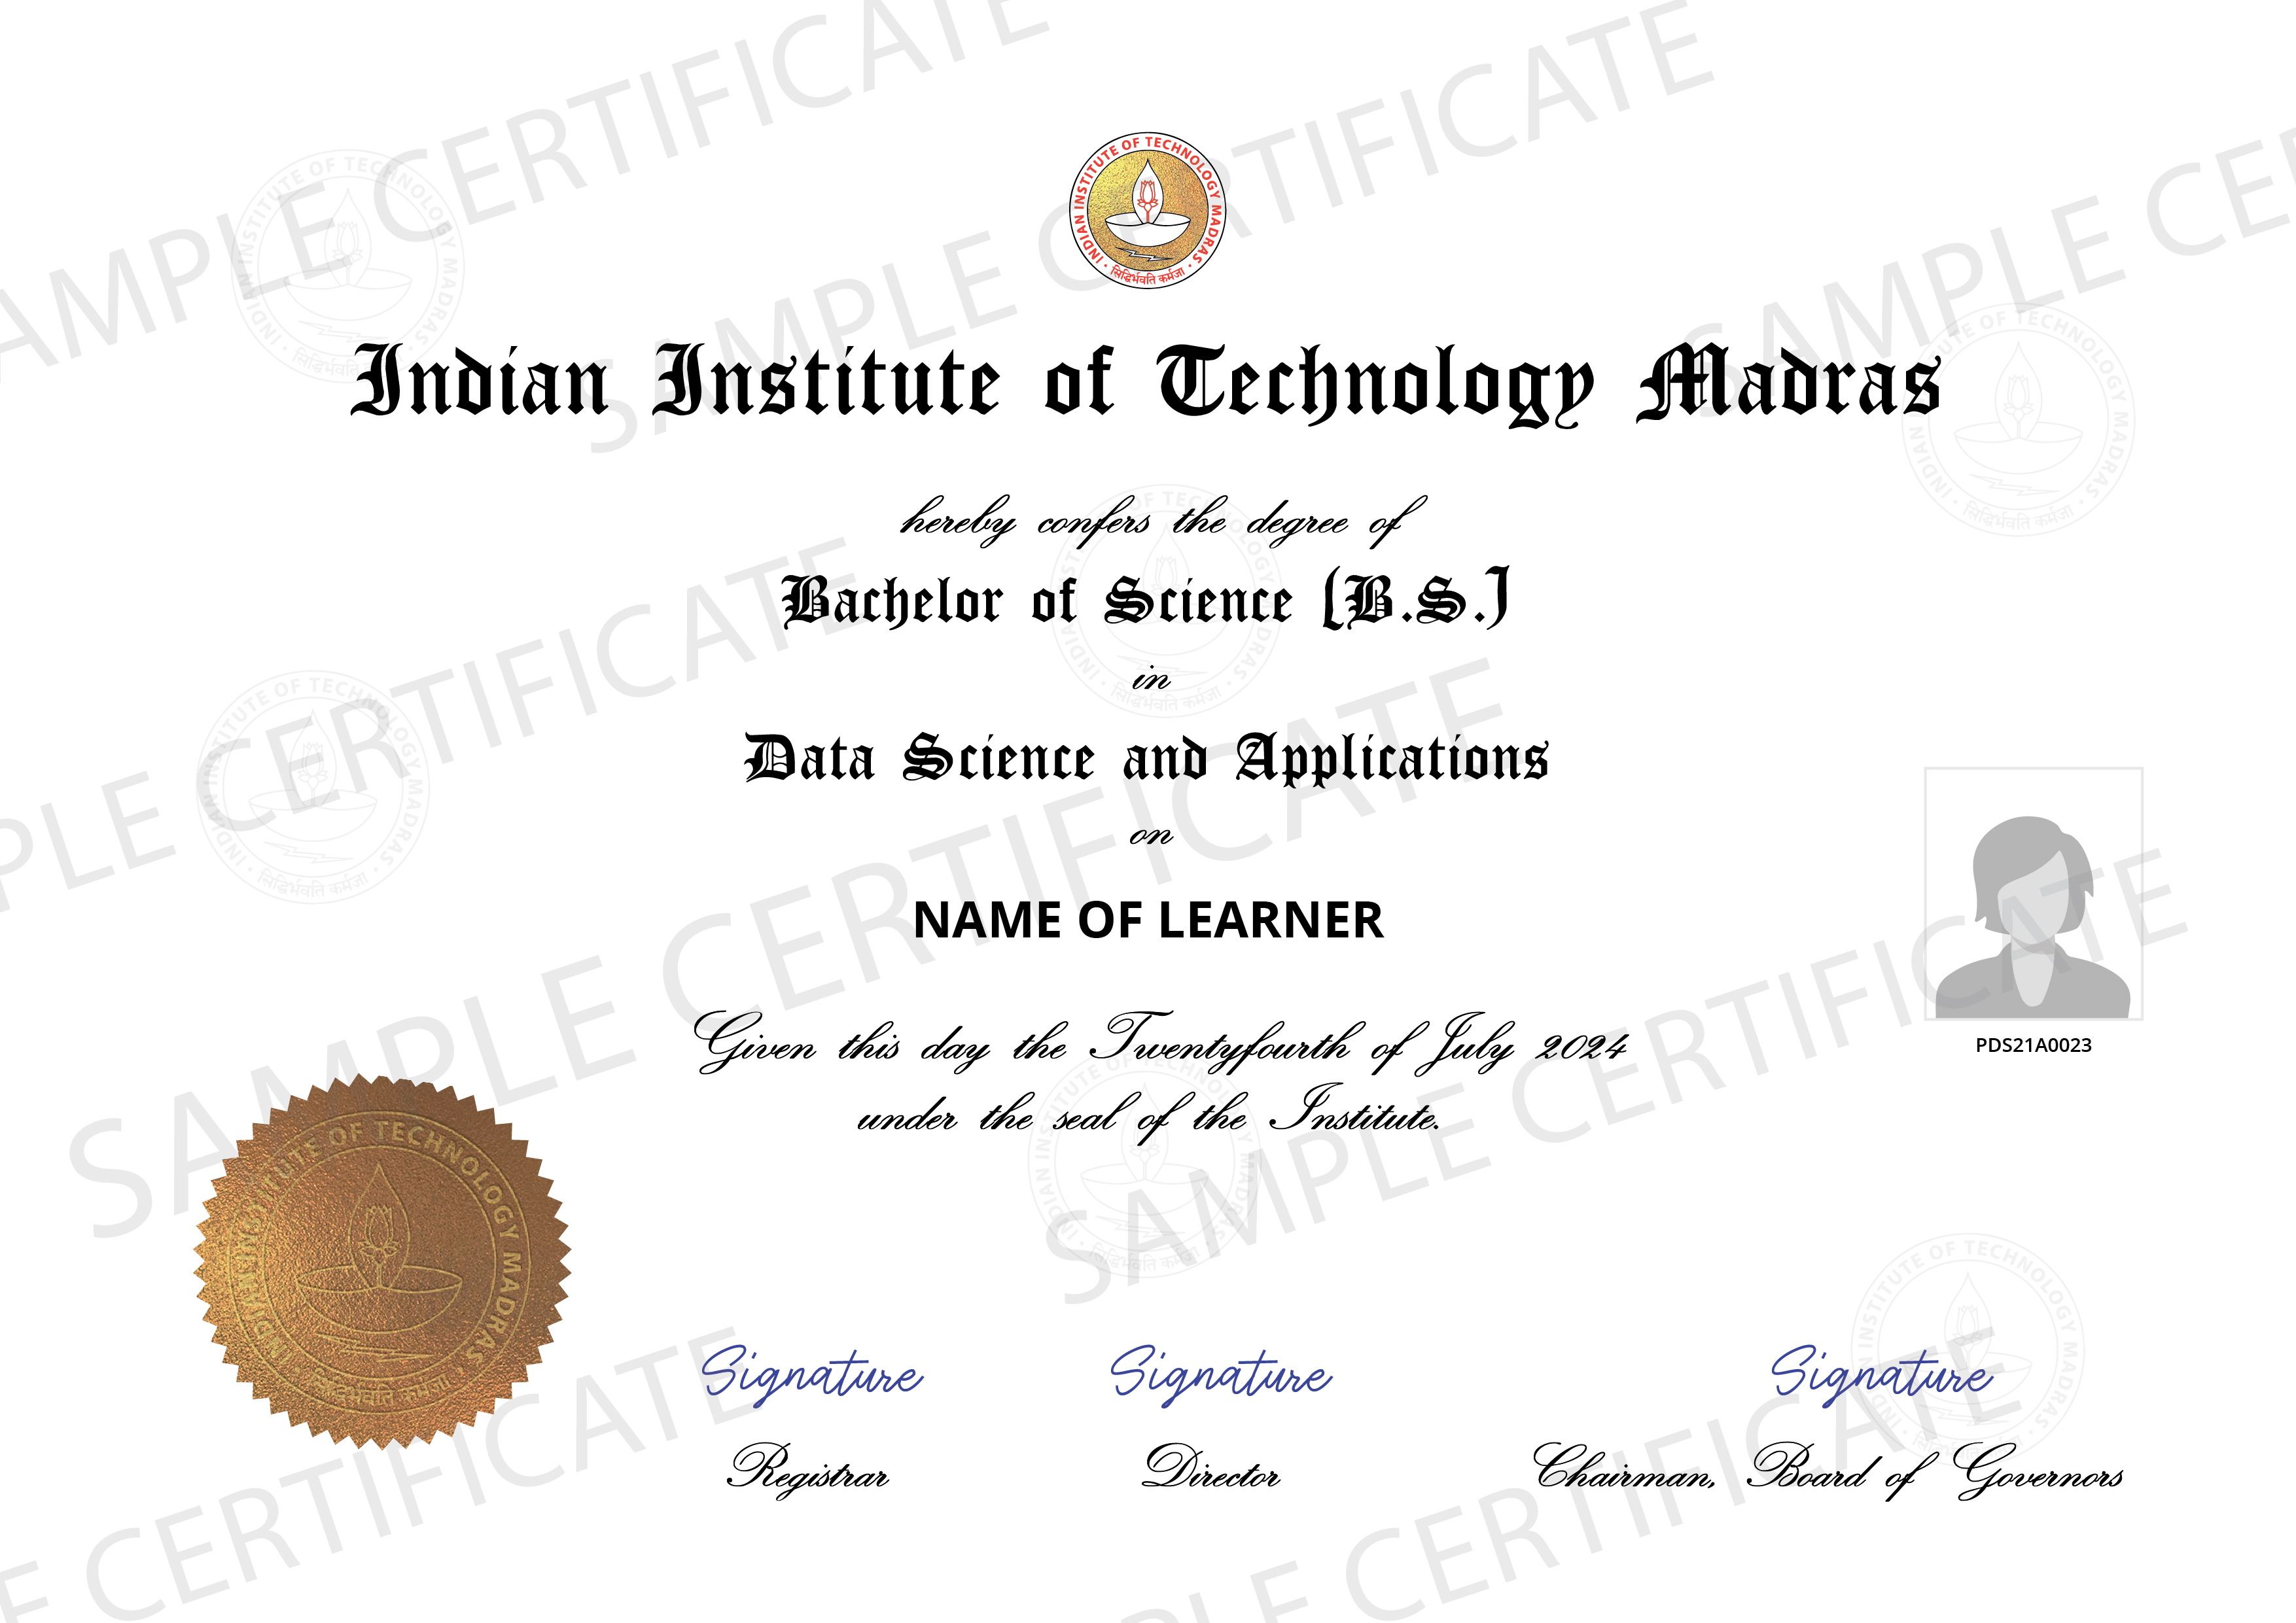 SAMPLE CERTIFICATE
INDIAN INSTITUTE OF TECHNOLOGY MADRAS
सिद्धिर्भवति कर्मजा
Indian Institute of Technology Madras
hereby confers the degree of
Bachelor of Science (B.S.)
in
Data Science and Applications
on
NAME OF LEARNER
PDS21A0023
Given this day the Twentyfourth of July 2024
under the seal of the Institute.
INDIAN INSTITUTE OF TECHNOLOGY MADRAS
सिद्धिर्भवति कर्मजा
Signature Signature Signature
Registrar Director Chairman, Board of Governors